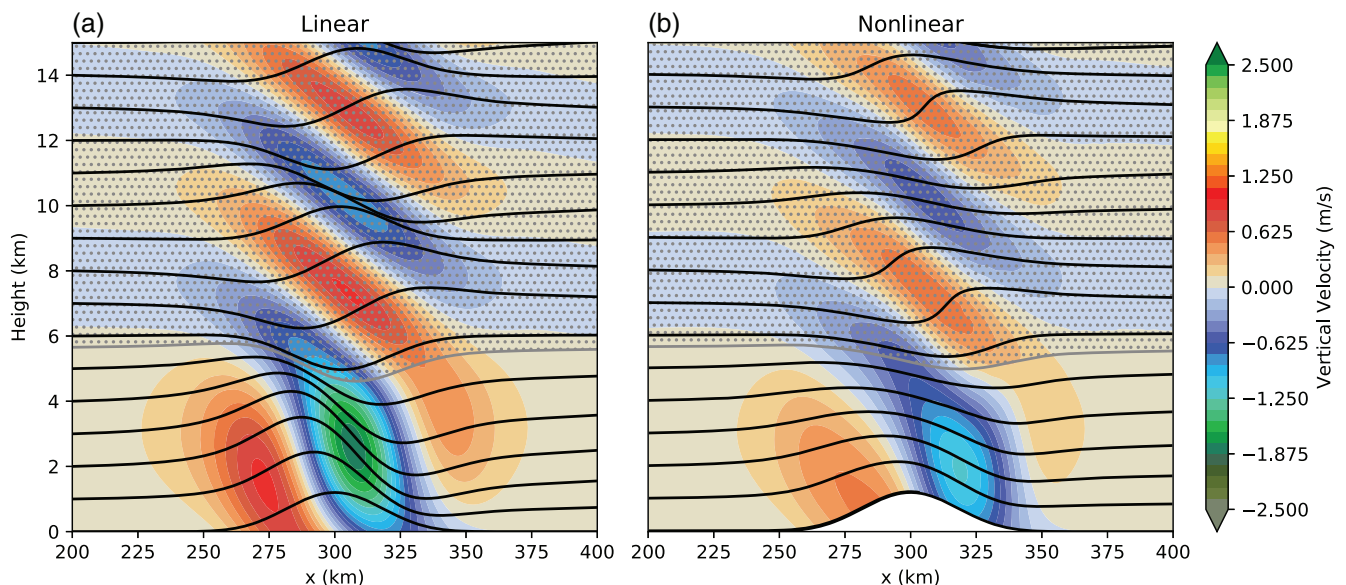 (a) Linear
(b) Nonlinear
Height (km)
14
12
10
8
6
4
2
0
200 225 250 275 300 325 350 375 400
x (km)
200 225 250 275 300 325 350 375 400
x (km)
2.500
1.875
1.250
0.625
0.000
−0.625
−1.250
−1.875
−2.500
Vertical Velocity (m/s)